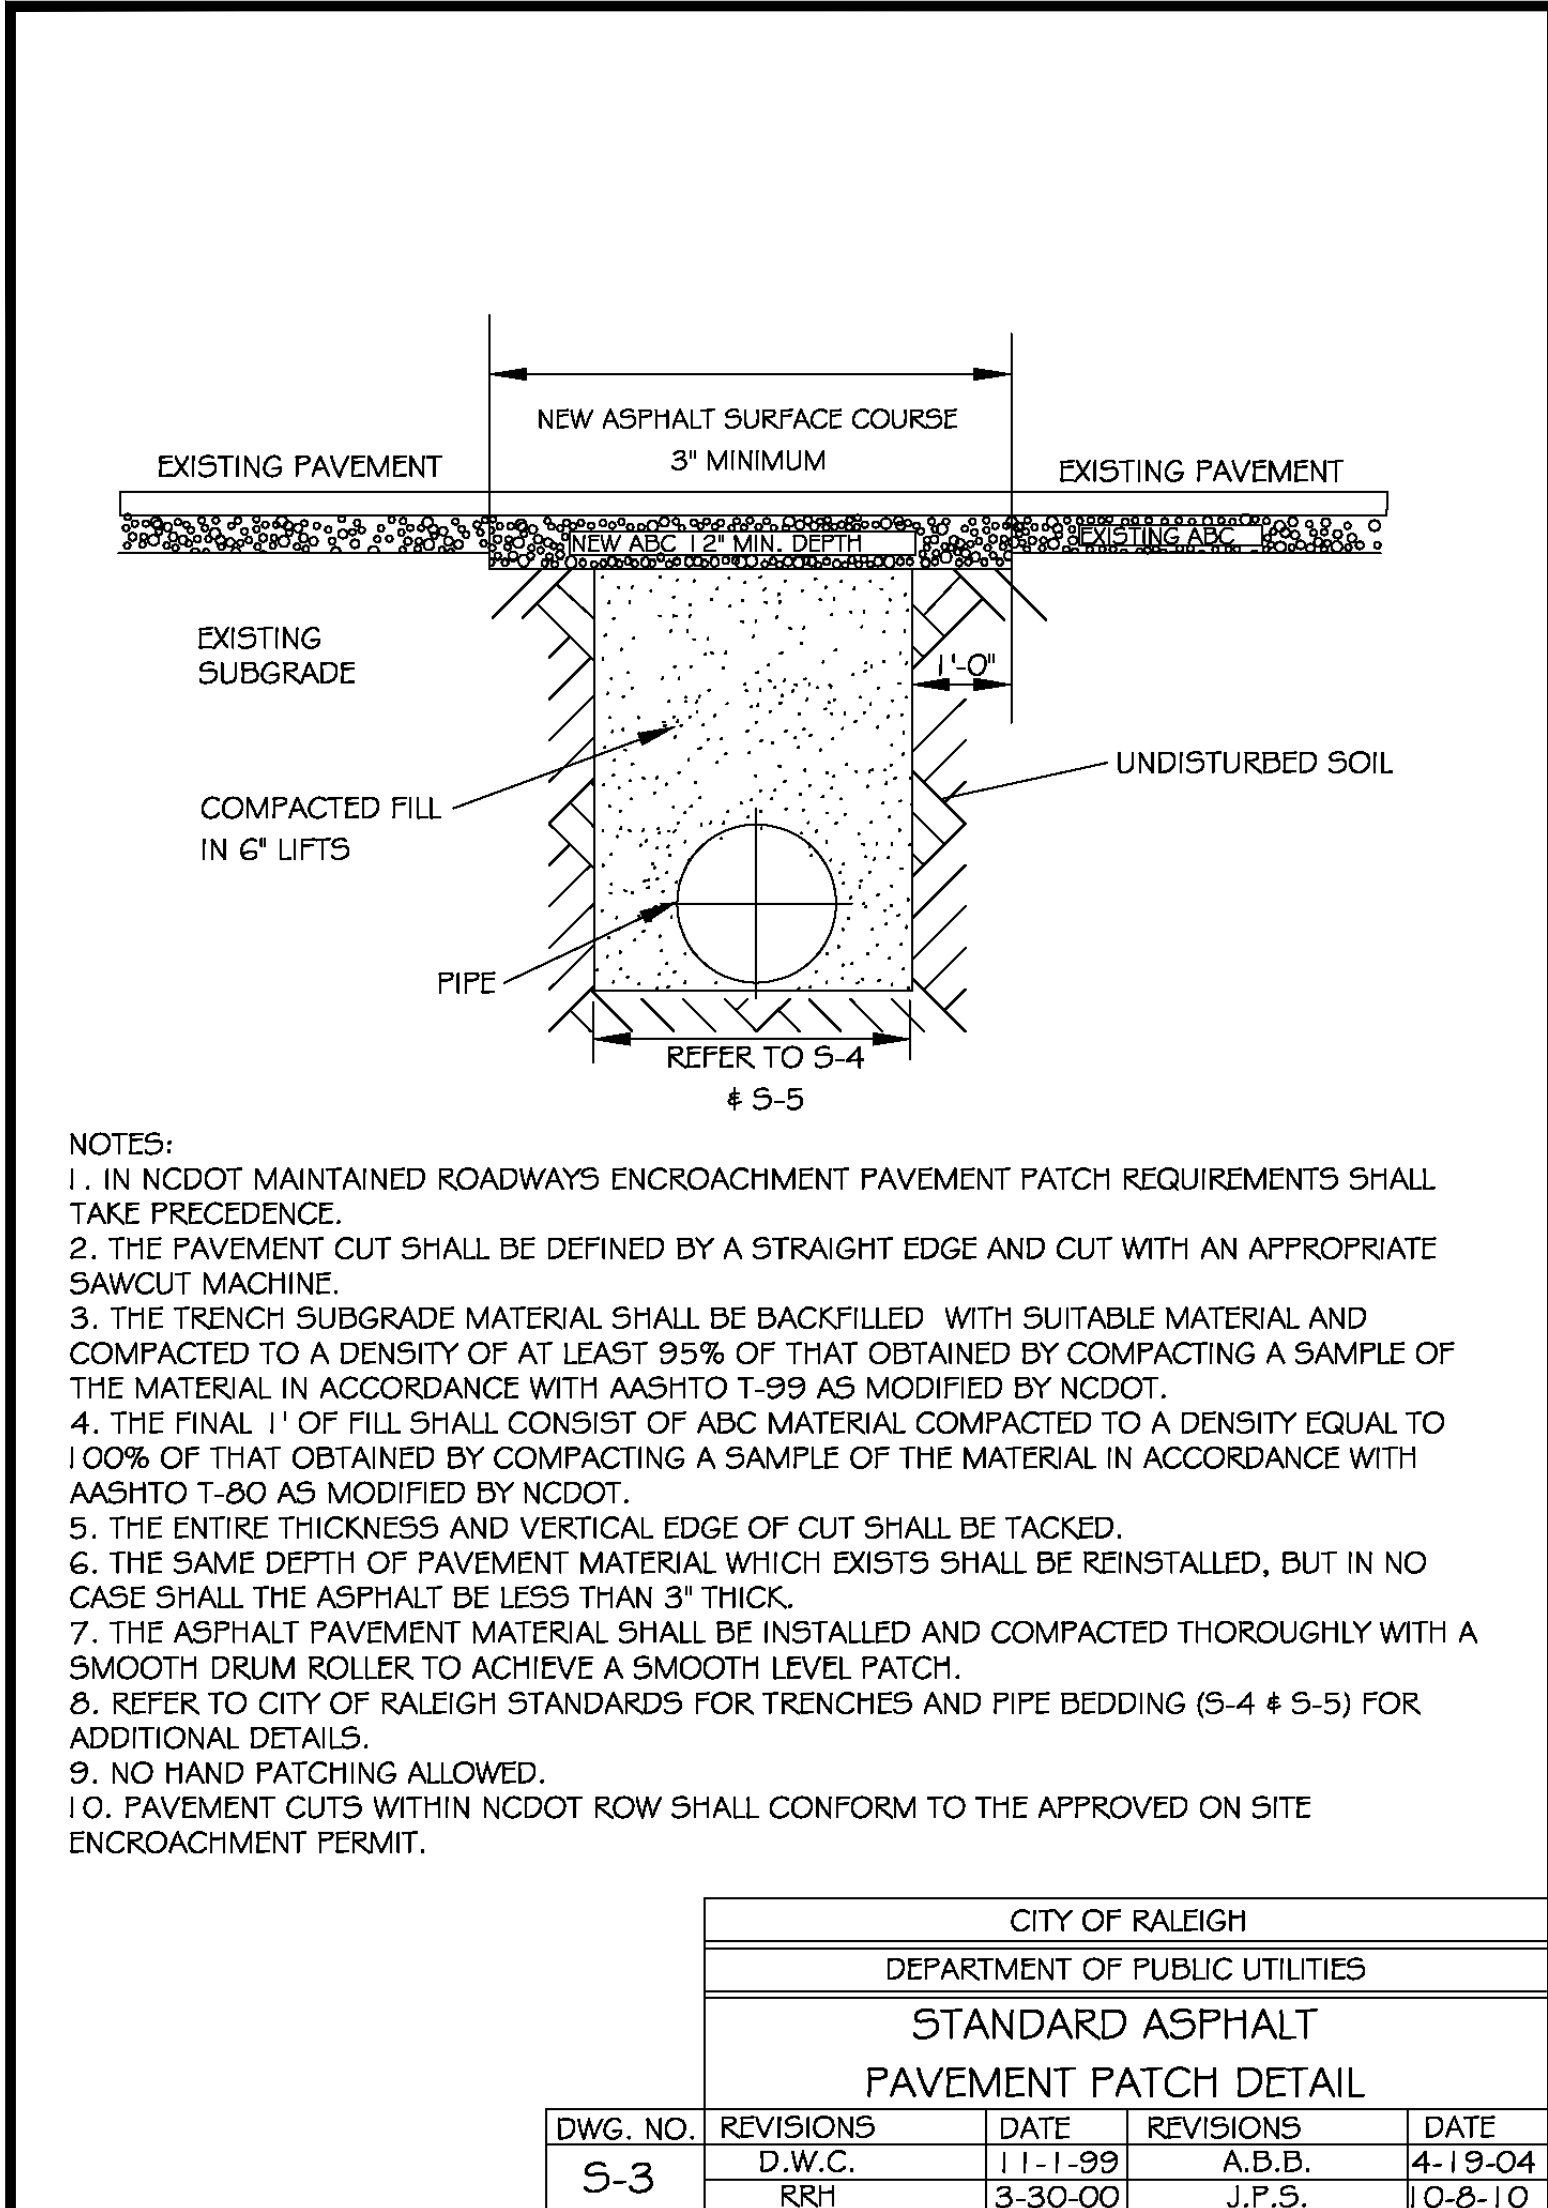 NEW ASPHALT SURFACE COURSE
3" MINIMUM
EXISTING PAVEMENT
EXISTING PAVEMENT
NEW ABC 12" MIN. DEPTH
EXISTING ABC
EXISTING
SUBGRADE
1'-0"
UNDISTURBED SOIL
COMPACTED FILL
IN 6" LIFTS
PIPE
REFER TO S-4
& S-5
NOTES:
1. IN NCDOT MAINTAINED ROADWAYS ENCROACHMENT PAVEMENT PATCH REQUIREMENTS SHALL
TAKE PRECEDENCE.
2. THE PAVEMENT CUT SHALL BE DEFINED BY A STRAIGHT EDGE AND CUT WITH AN APPROPRIATE
SAWCUT MACHINE.
3. THE TRENCH SUBGRADE MATERIAL SHALL BE BACKFILLED WITH SUITABLE MATERIAL AND
COMPACTED TO A DENSITY OF AT LEAST 95% OF THAT OBTAINED BY COMPACTING A SAMPLE OF
THE MATERIAL IN ACCORDANCE WITH AASHTO T-99 AS MODIFIED BY NCDOT.
4. THE FINAL 1' OF FILL SHALL CONSIST OF ABC MATERIAL COMPACTED TO A DENSITY EQUAL TO
100% OF THAT OBTAINED BY COMPACTING A SAMPLE OF THE MATERIAL IN ACCORDANCE WITH
AASHTO T-80 AS MODIFIED BY NCDOT.
5. THE ENTIRE THICKNESS AND VERTICAL EDGE OF CUT SHALL BE TACKED.
6. THE SAME DEPTH OF PAVEMENT MATERIAL WHICH EXISTS SHALL BE REINSTALLED, BUT IN NO
CASE SHALL THE ASPHALT BE LESS THAN 3" THICK.
7. THE ASPHALT PAVEMENT MATERIAL SHALL BE INSTALLED AND COMPACTED THOROUGHLY WITH A
SMOOTH DRUM ROLLER TO ACHIEVE A SMOOTH LEVEL PATCH.
8. REFER TO CITY OF RALEIGH STANDARDS FOR TRENCHES AND PIPE BEDDING (S-4 & S-5) FOR
ADDITIONAL DETAILS.
9. NO HAND PATCHING ALLOWED.
10. PAVEMENT CUTS WITHIN NCDOT ROW SHALL CONFORM TO THE APPROVED ON SITE
ENCROACHMENT PERMIT.
CITY OF RALEIGH
DEPARTMENT OF PUBLIC UTILITIES
STANDARD ASPHALT
PAVEMENT PATCH DETAIL
DWG. NO. REVISIONS DATE REVISIONS DATE
S-3 D.W.C. 11-1-99 A.B.B. 4-19-04
RRH 3-30-00 J.P.S. 10-8-10